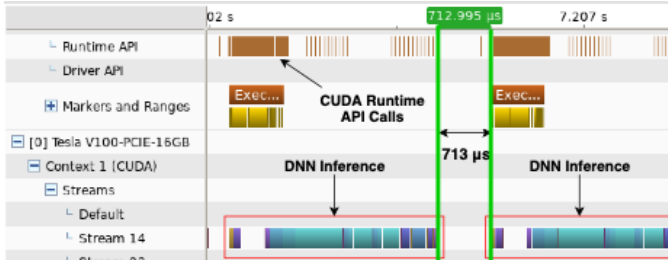 02 s
712.995 µs
7.207 s
Runtime API
Driver API
Exec...
Exec...
Markers and Ranges
CUDA Runtime
API Calls
[0] Tesla V100-PCIE-16GB
713 µs
Context 1 (CUDA)
DNN Inference
DNN Inference
Streams
Default
Stream 14